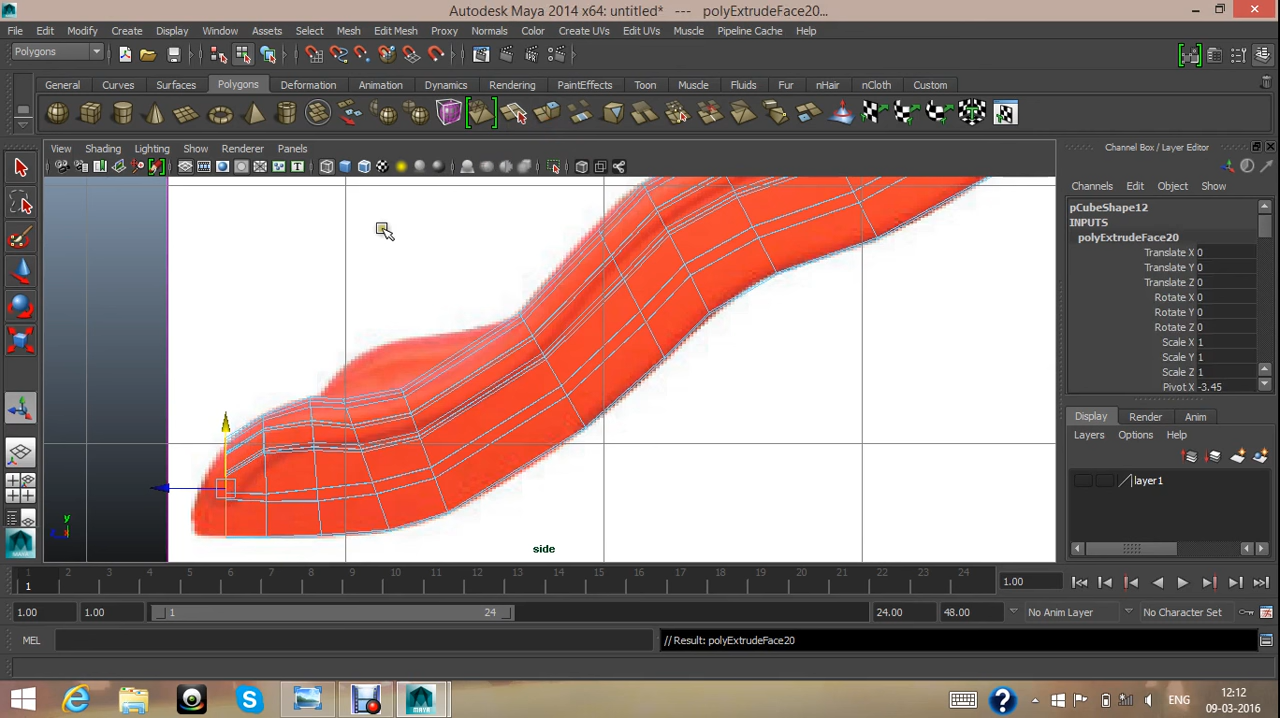 Autodesk Maya 2014 x64: untitled* --- polyExtrudeFace20...
File Edit Modify Create Display Window Assets Select Mesh Edit Mesh Proxy Normals Color Create UVs Edit UVs Muscle Pipeline Cache Help
Polygons
General Curves Surfaces Polygons Deformation Animation Dynamics Rendering PaintEffects Toon Muscle Fluids Fur nHair nCloth Custom
View Shading Lighting Show Renderer Panels
Channel Box / Layer Editor
Channels Edit Object Show
pCubeShape12
INPUTS
polyExtrudeFace20
Translate X 0
Translate Y 0
Translate Z 0
Rotate X 0
Rotate Y 0
Rotate Z 0
Scale X 1
Scale Y 1
Scale Z 1
Pivot X -3.45
Display Render Anim
Layers Options Help
layer1
y
side
1 2 3 4 5 6 7 8 9 10 11 12 13 14 15 16 17 18 19 20 21 22 23 24
1
1.00
1.00 1.00 1 24 24.00 48.00 No Anim Layer No Character Set
MEL // Result: polyExtrudeFace20
ENG
12:12
09-03-2016